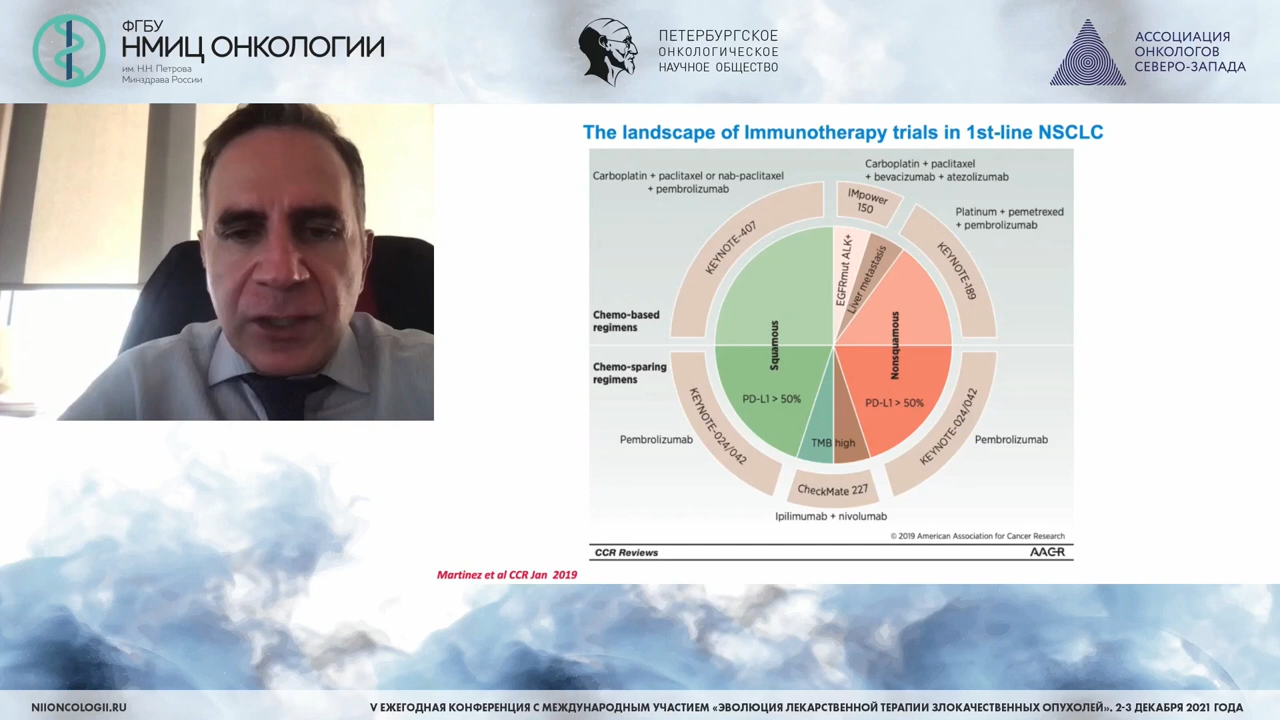 ФГБУ
НМИЦ ОНКОЛОГИИ
им. Н.Н. Петрова
Минздрава России
ПЕТЕРБУРГСКОЕ
ОНКОЛОГИЧЕСКОЕ
НАУЧНОЕ ОБЩЕСТВО
АССОЦИАЦИЯ
ОНКОЛОГОВ
СЕВЕРО-ЗАПАДА
The landscape of Immunotherapy trials in 1st-line NSCLC
Carboplatin + paclitaxel or nab-paclitaxel
+ pembrolizumab
Carboplatin + paclitaxel
+ bevacizumab + atezolizumab
Platinum + pemetrexed
+ pembrolizumab
KEYNOTE-407
IMpower
150
KEYNOTE-189
EGFRmut ALK+
Liver metastasis
Squamous
Nonsquamous
Chemo-based
regimens
Chemo-sparing
regimens
PD-L1 > 50%
PD-L1 > 50%
TMB high
Pembrolizumab
KEYNOTE-024/042
KEYNOTE-024/042
Pembrolizumab
CheckMate 227
Ipilimumab + nivolumab
© 2019 American Association for Cancer Research
CCR Reviews
AACR
Martinez et al CCR Jan 2019
NIIONCOLOGII.RU
V ЕЖЕГОДНАЯ КОНФЕРЕНЦИЯ С МЕЖДУНАРОДНЫМ УЧАСТИЕМ «ЭВОЛЮЦИЯ ЛЕКАРСТВЕННОЙ ТЕРАПИИ ЗЛОКАЧЕСТВЕННЫХ ОПУХОЛЕЙ». 2-3 ДЕКАБРЯ 2021 ГОДА